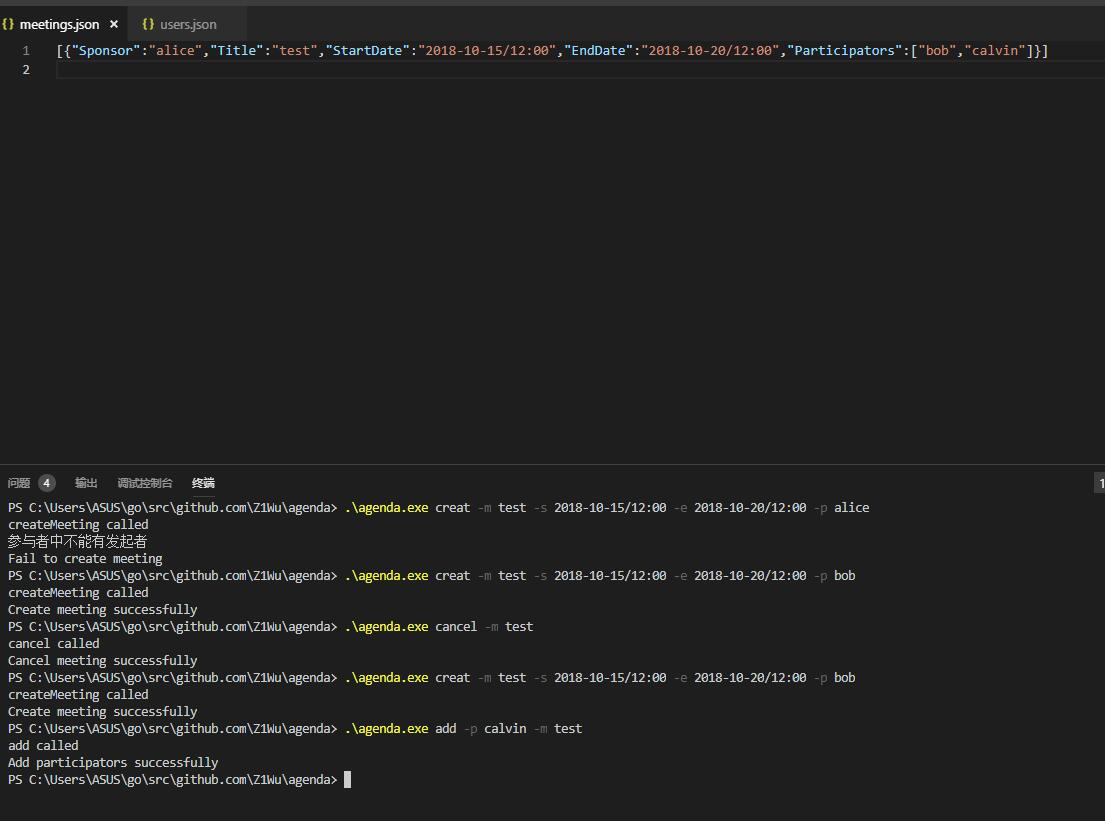 {} meetings.json × {} users.json
1 [{"Sponsor":"alice","Title":"test","StartDate":"2018-10-15/12:00","EndDate":"2018-10-20/12:00","Participators":["bob","calvin"]}]
2
问题 4 输出 调试控制台 终端 1
PS C:\Users\ASUS\go\src\github.com\Z1Wu\agenda> .\agenda.exe creat -m test -s 2018-10-15/12:00 -e 2018-10-20/12:00 -p alice
createMeeting called
参与者中不能有发起者
Fail to create meeting
PS C:\Users\ASUS\go\src\github.com\Z1Wu\agenda> .\agenda.exe creat -m test -s 2018-10-15/12:00 -e 2018-10-20/12:00 -p bob
createMeeting called
Create meeting successfully
PS C:\Users\ASUS\go\src\github.com\Z1Wu\agenda> .\agenda.exe cancel -m test
cancel called
Cancel meeting successfully
PS C:\Users\ASUS\go\src\github.com\Z1Wu\agenda> .\agenda.exe creat -m test -s 2018-10-15/12:00 -e 2018-10-20/12:00 -p bob
createMeeting called
Create meeting successfully
PS C:\Users\ASUS\go\src\github.com\Z1Wu\agenda> .\agenda.exe add -p calvin -m test
add called
Add participators successfully
PS C:\Users\ASUS\go\src\github.com\Z1Wu\agenda>